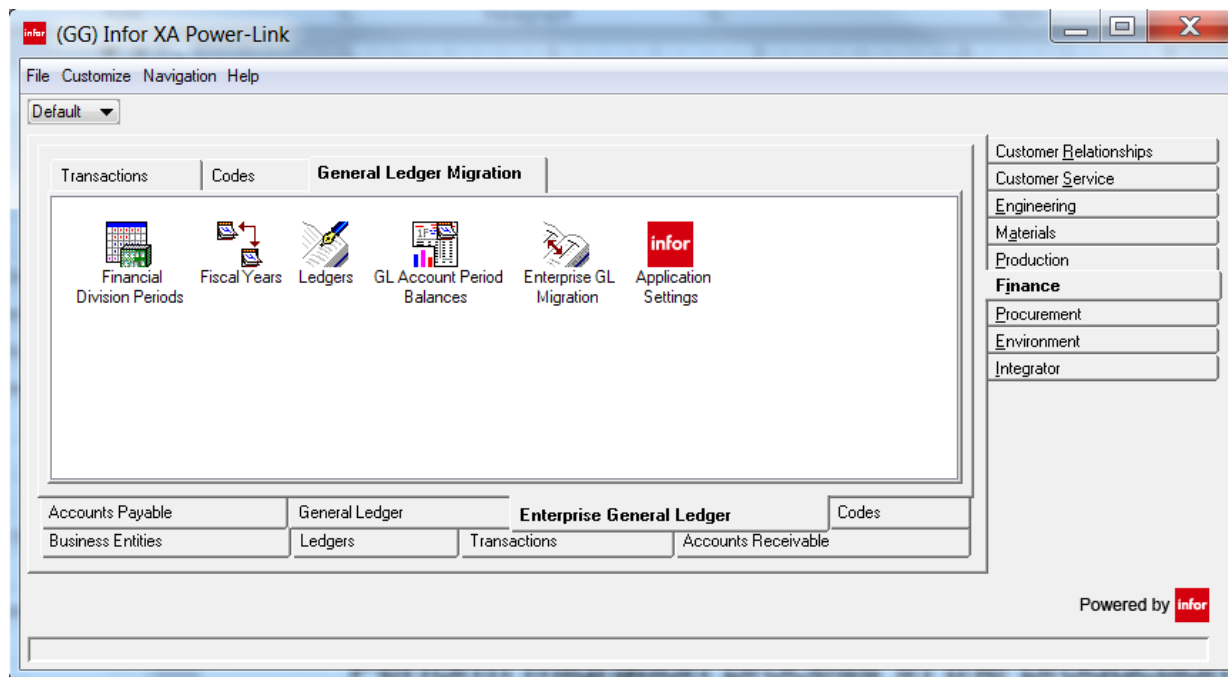 infor (GG) Infor XA Power-Link
File Customize Navigation Help
Default
Transactions Codes General Ledger Migration
Financial Division Periods
Fiscal Years
Ledgers
GL Account Period Balances
Enterprise GL Migration
infor
Application Settings
Customer Relationships
Customer Service
Engineering
Materials
Production
Finance
Procurement
Environment
Integrator
Accounts Payable General Ledger Enterprise General Ledger Codes
Business Entities Ledgers Transactions Accounts Receivable
Powered by infor